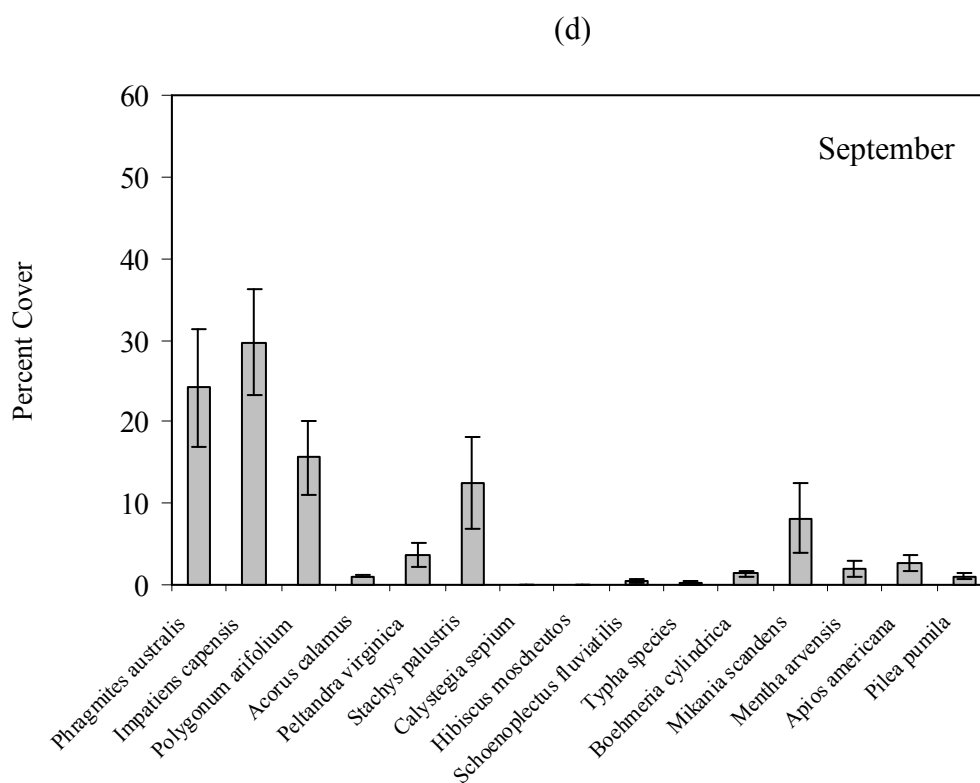 (d)
September
Percent Cover
60
50
40
30
20
10
0
Phragmites australis
Impatiens capensis
Polygonum arifolium
Acorus calamus
Peltandra virginica
Stachys palustris
Calystegia sepium
Hibiscus moscheutos
Schoenoplectus fluviatilis
Typha species
Boehmeria cylindrica
Mikania scandens
Mentha arvensis
Apios americana
Pilea pumila